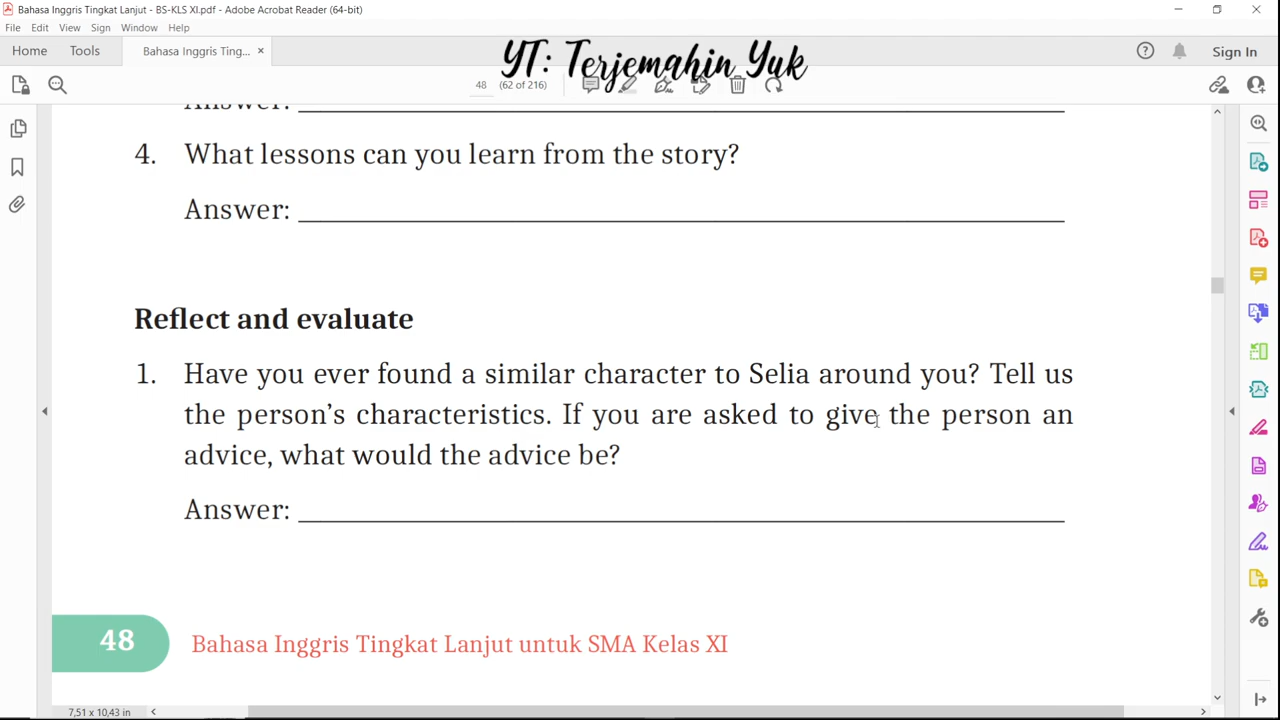 Bahasa Inggris Tingkat Lanjut - BS-KLS XI.pdf - Adobe Acrobat Reader (64-bit)
File Edit View Sign Window Help
Home Tools Bahasa Inggris Ting... × Sign In
YT: Terjemahin Yuk
48 (62 of 216)
Answer:
4. What lessons can you learn from the story?
Answer:
Reflect and evaluate
1. Have you ever found a similar character to Selia around you? Tell us
the person's characteristics. If you are asked to give the person an
advice, what would the advice be?
Answer:
48 Bahasa Inggris Tingkat Lanjut untuk SMA Kelas XI
7,51 x 10,43 in